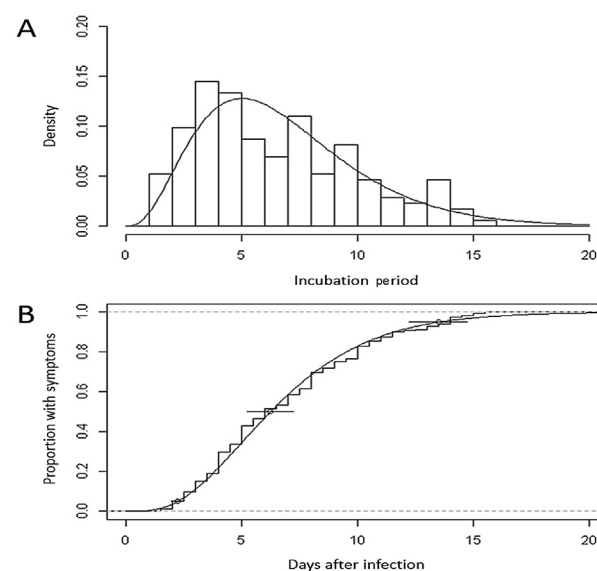 A
0.20
0.15
0.10
0.05
0.00
Density
0 5 10 15 20
Incubation period
B
1.0
0.8
0.6
0.4
0.2
0.0
Proportion with symptoms
0 5 10 15 20
Days after infection